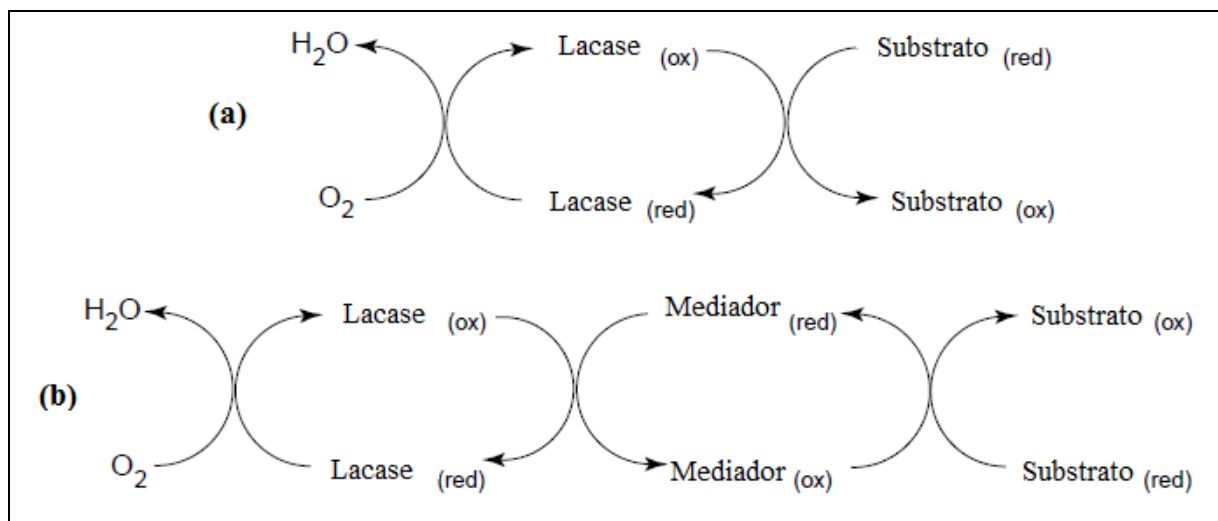 H₂O Lacase (ox) Substrato (red)
(a)
O₂ Lacase (red) Substrato (ox)
H₂O Lacase (ox) Mediador (red) Substrato (ox)
(b)
O₂ Lacase (red) Mediador (ox) Substrato (red)